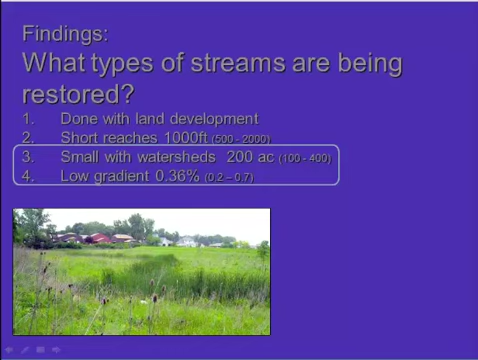 Findings:
What types of streams are being
restored?
1. Done with land development
2. Short reaches 1000ft (500 - 2000)
3. Small with watersheds 200 ac (100 - 400)
4. Low gradient 0.36% (0.2 – 0.7)